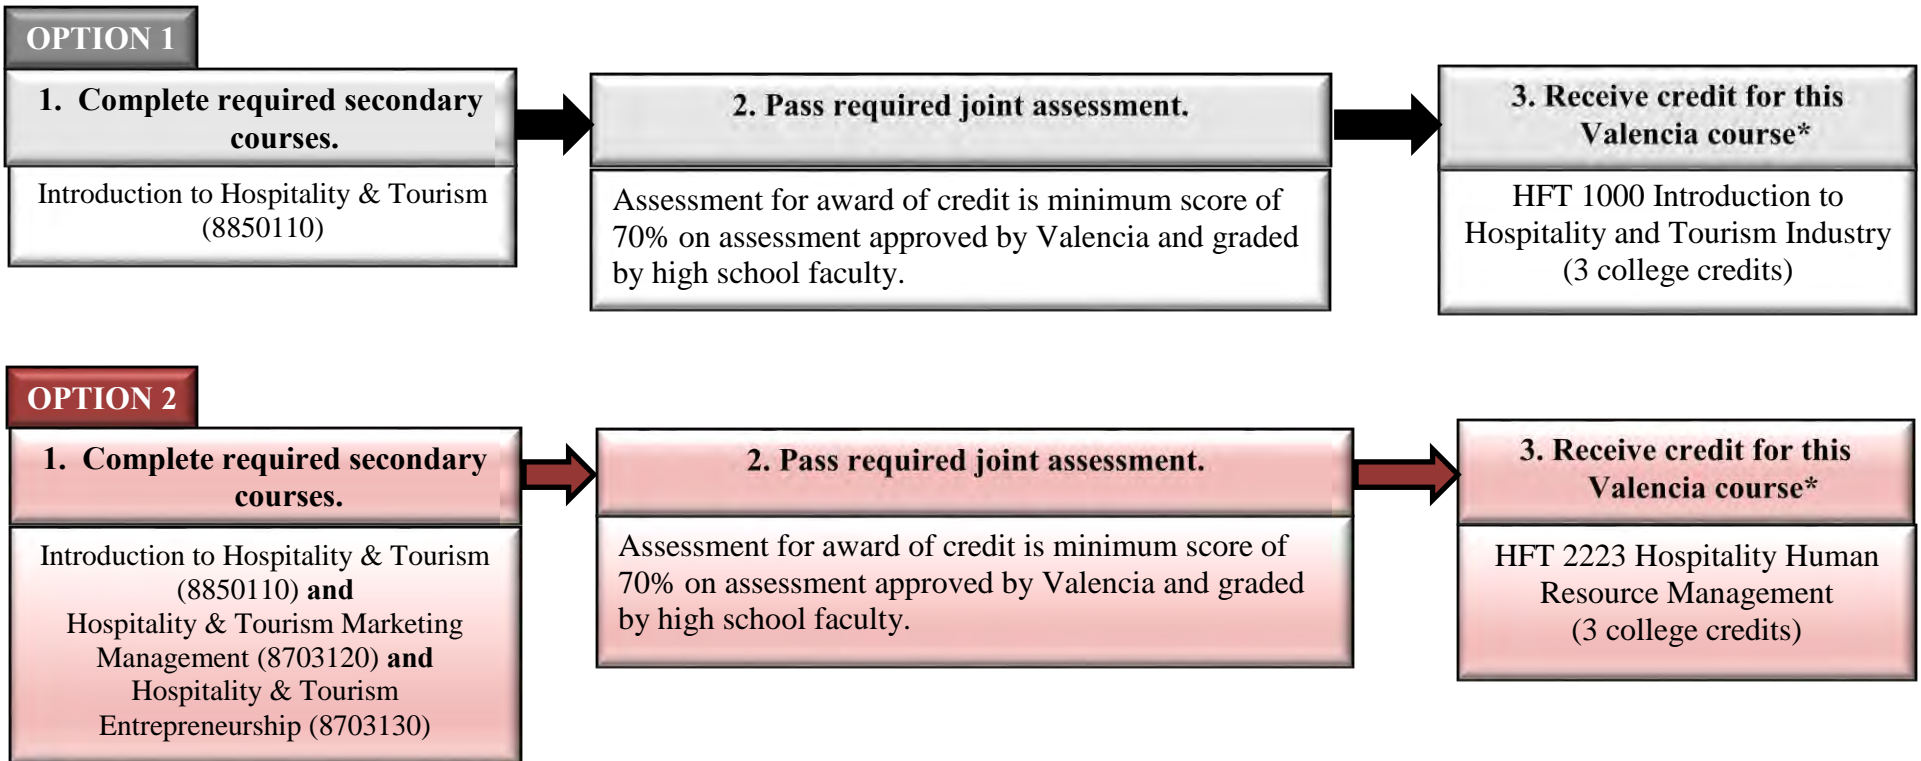 OPTION 1
1. Complete required secondary
courses.
Introduction to Hospitality & Tourism
(8850110)
2. Pass required joint assessment.
Assessment for award of credit is minimum score of
70% on assessment approved by Valencia and graded
by high school faculty.
3. Receive credit for this
Valencia course*
HFT 1000 Introduction to
Hospitality and Tourism Industry
(3 college credits)
OPTION 2
1. Complete required secondary
courses.
Introduction to Hospitality & Tourism
(8850110) and
Hospitality & Tourism Marketing
Management (8703120) and
Hospitality & Tourism
Entrepreneurship (8703130)
2. Pass required joint assessment.
Assessment for award of credit is minimum score of
70% on assessment approved by Valencia and graded
by high school faculty.
3. Receive credit for this
Valencia course*
HFT 2223 Hospitality Human
Resource Management
(3 college credits)